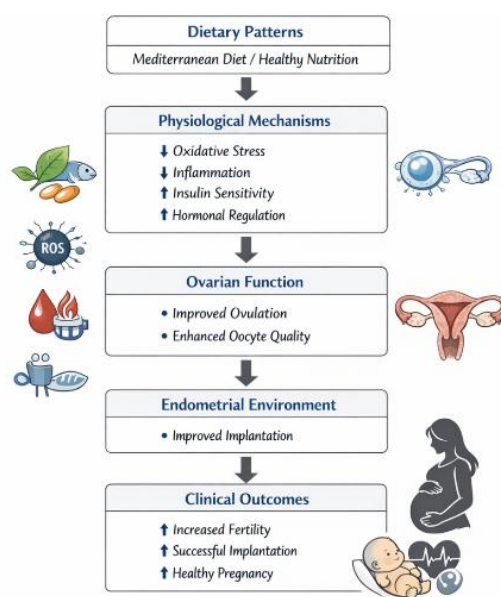 Dietary Patterns
Mediterranean Diet / Healthy Nutrition
Physiological Mechanisms
↓ Oxidative Stress
↓ Inflammation
↑ Insulin Sensitivity
↑ Hormonal Regulation
ROS
Ovarian Function
• Improved Ovulation
• Enhanced Oocyte Quality
Endometrial Environment
• Improved Implantation
Clinical Outcomes
↑ Increased Fertility
↑ Successful Implantation
↑ Healthy Pregnancy